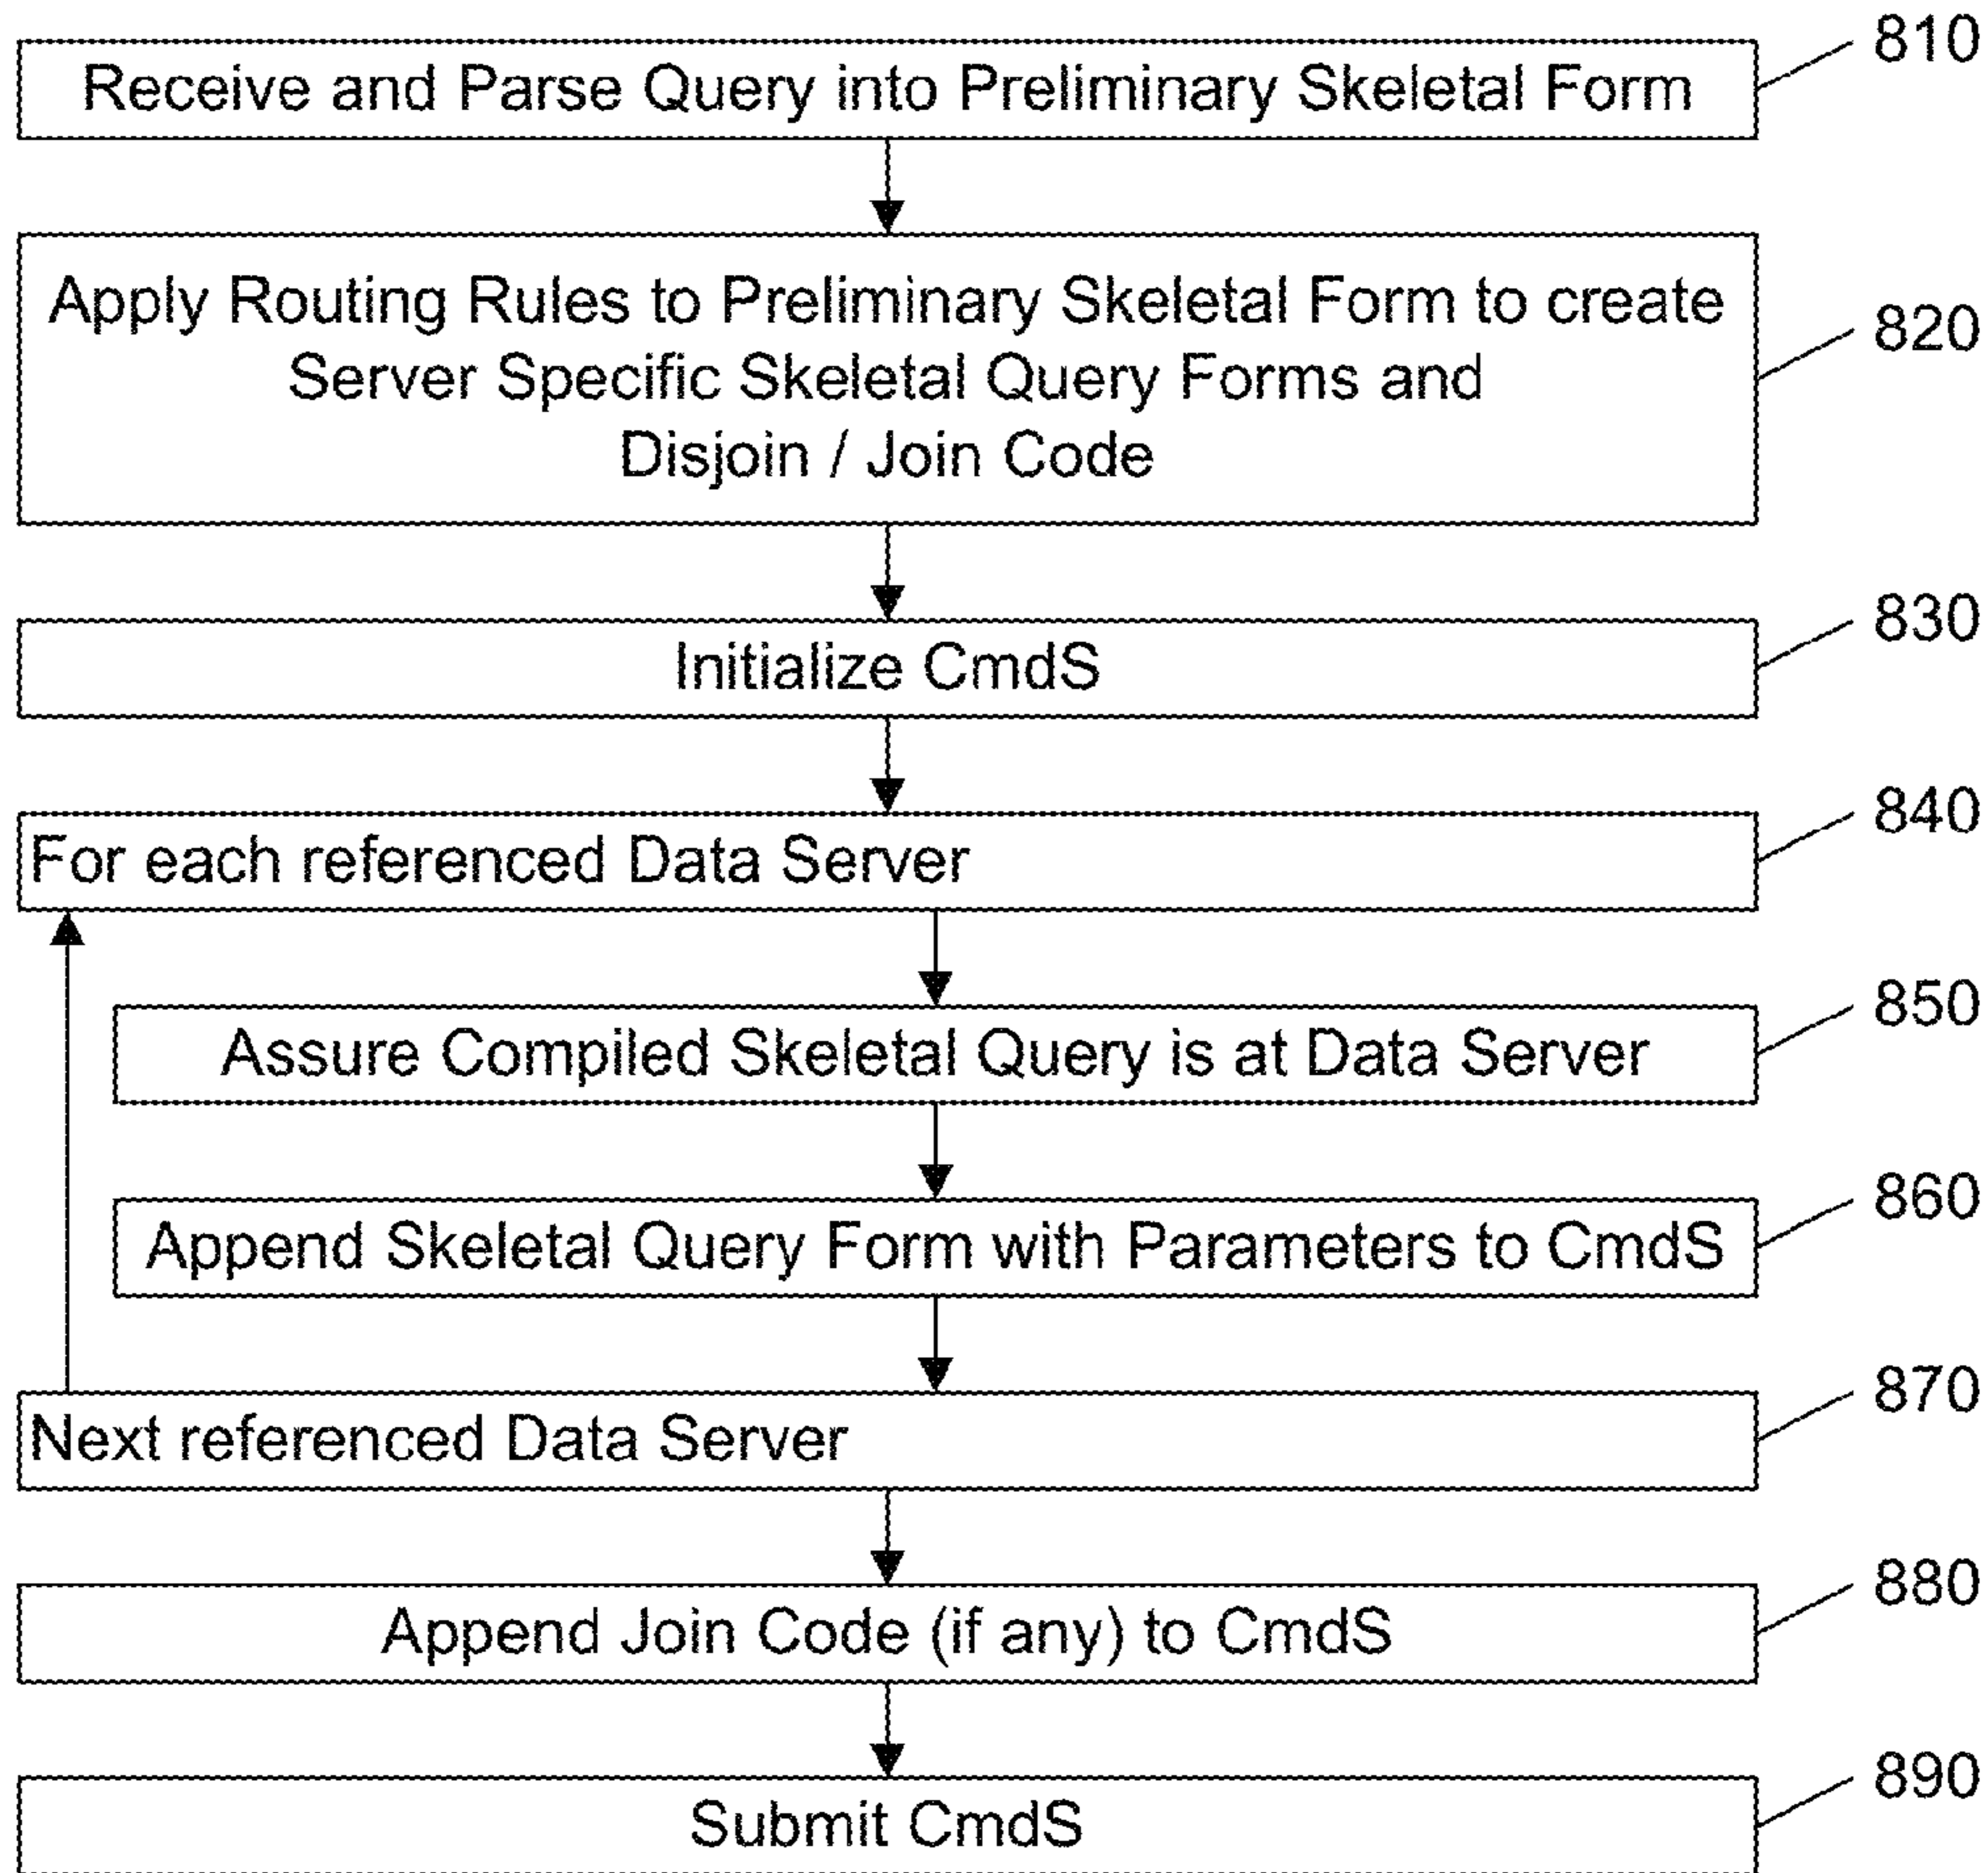 810
Receive and Parse Query into Preliminary Skeletal Form
Apply Routing Rules to Preliminary Skeletal Form to create
820
Server Specific Skeletal Query Forms and
Disjoin / Join Code
830
Initialize CmdS
840
For each referenced Data Server
850
Assure Compiled Skeletal Query is at Data Server
860
Append Skeletal Query Form with Parameters to CmdS
870
Next referenced Data Server
880
Append Join Code (if any) to CmdS
890
Submit CmdS